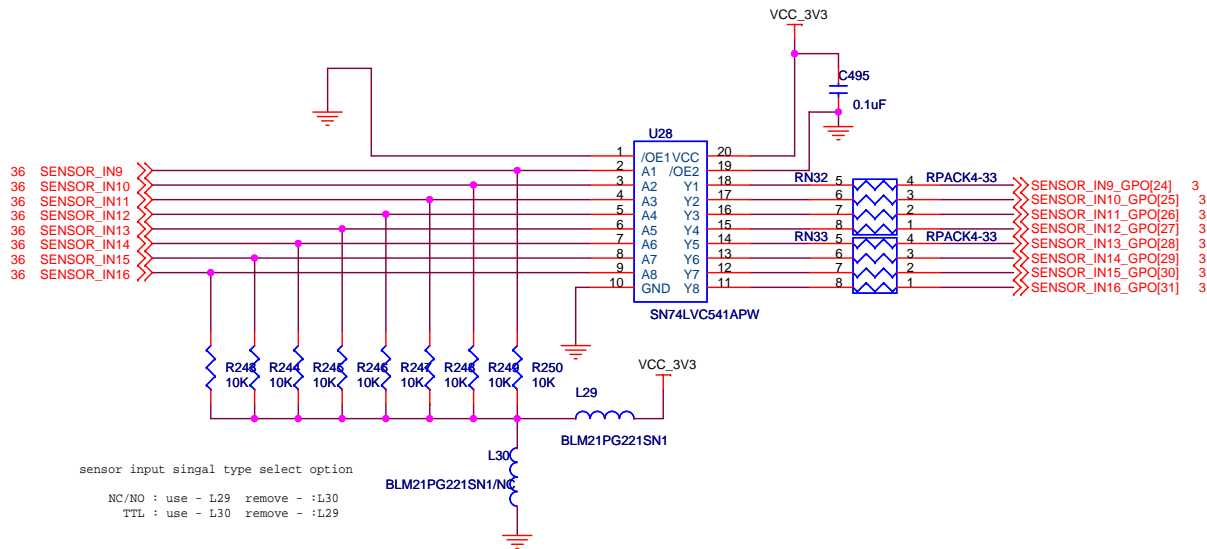 VCC_3V3
C495
0.1uF
U28
1 /OE1 VCC 20
2 A1 /OE2 19
3 A2 Y1 18
4 A3 Y2 17
5 A4 Y3 16
6 A5 Y4 15
7 A6 Y5 14
8 A7 Y6 13
9 A8 Y7 12
10 GND Y8 11
SN74LVC541APW
36 SENSOR_IN9
36 SENSOR_IN10
36 SENSOR_IN11
36 SENSOR_IN12
36 SENSOR_IN13
36 SENSOR_IN14
36 SENSOR_IN15
36 SENSOR_IN16
RN32 5 4 RPACK4-33 SENSOR_IN9_GPO[24] 3
6 3 SENSOR_IN10_GPO[25] 3
7 2 SENSOR_IN11_GPO[26] 3
8 1 SENSOR_IN12_GPO[27] 3
RN33 5 4 RPACK4-33 SENSOR_IN13_GPO[28] 3
6 3 SENSOR_IN14_GPO[29] 3
7 2 SENSOR_IN15_GPO[30] 3
8 1 SENSOR_IN16_GPO[31] 3
R243 R244 R245 R246 R247 R248 R249 R250
10K 10K 10K 10K 10K 10K 10K 10K
VCC_3V3
L29
BLM21PG221SN1
L30
BLM21PG221SN1/NC
sensor input singal type select option
NC/NO : use - L29 remove - :L30
TTL : use - L30 remove - :L29